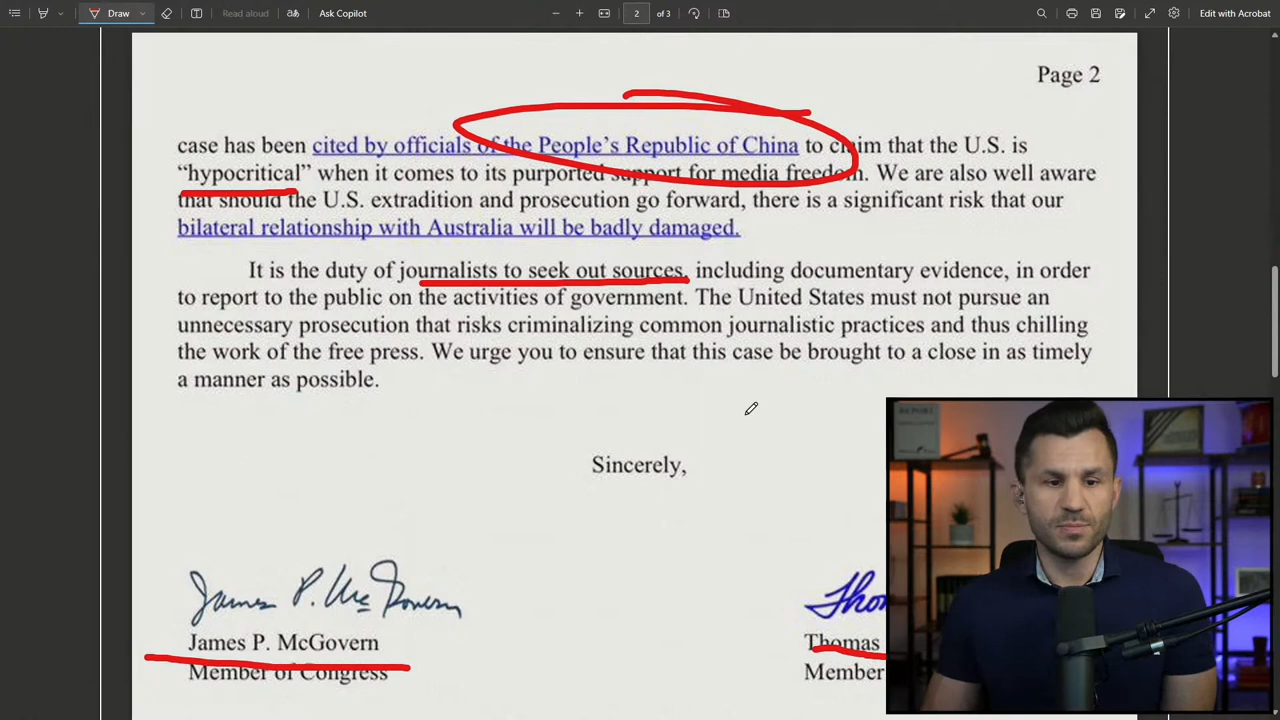 Draw
Read aloud
Ask Copilot
2 of 3
Edit with Acrobat
Page 2
case has been cited by officials of the People’s Republic of China to claim that the U.S. is
“hypocritical” when it comes to its purported support for media freedom. We are also well aware
that should the U.S. extradition and prosecution go forward, there is a significant risk that our
bilateral relationship with Australia will be badly damaged.
It is the duty of journalists to seek out sources, including documentary evidence, in order
to report to the public on the activities of government. The United States must not pursue an
unnecessary prosecution that risks criminalizing common journalistic practices and thus chilling
the work of the free press. We urge you to ensure that this case be brought to a close in as timely
a manner as possible.
Sincerely,
James P. McGovern
James P. McGovern
Thomas
Member of Congress
Member